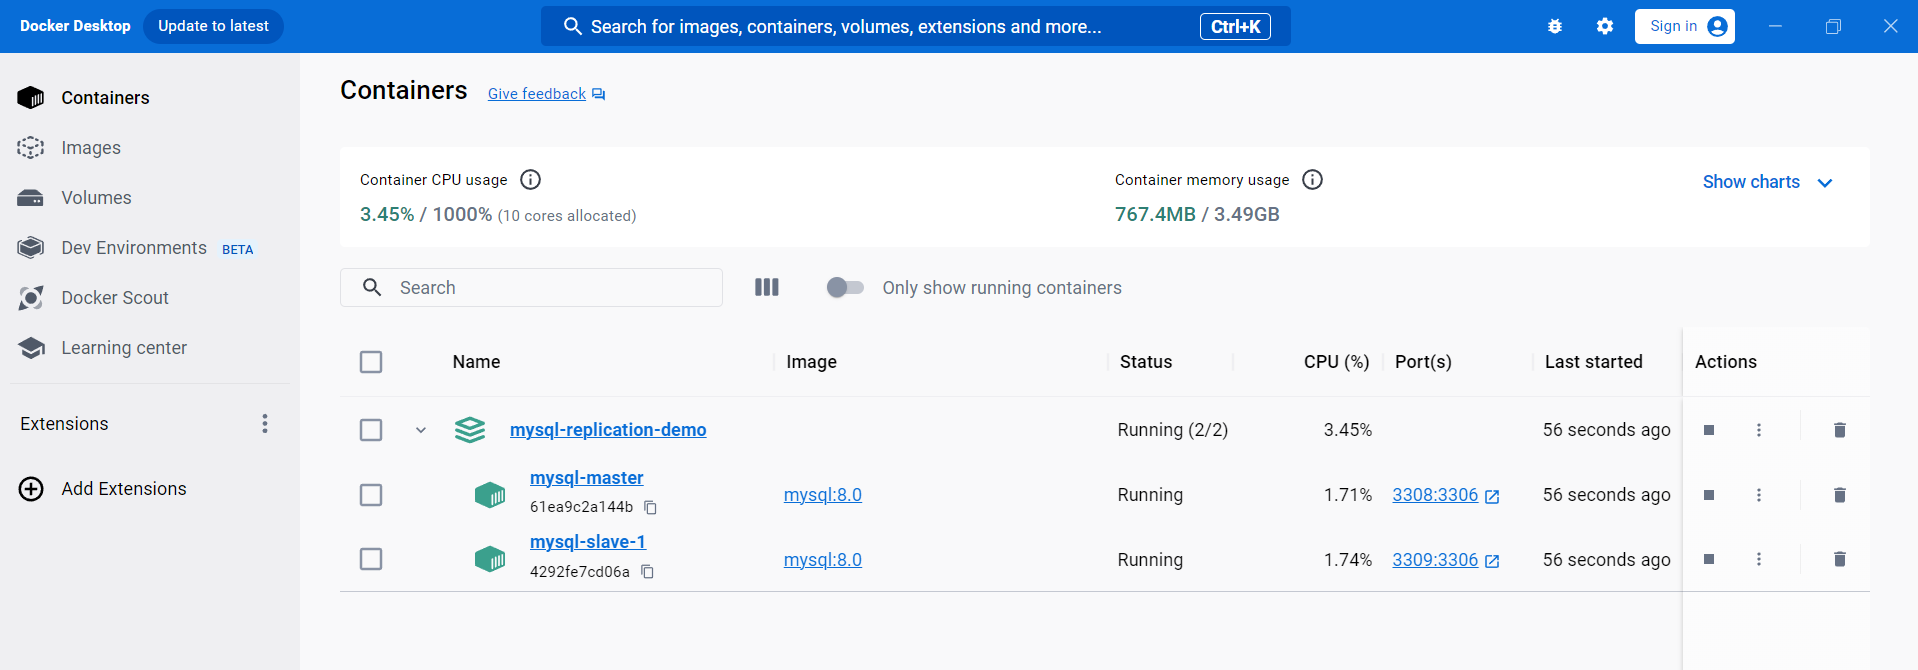 Docker Desktop Update to latest Search for images, containers, volumes, extensions and more... Ctrl+K Sign in
Containers
Images
Volumes
Dev Environments BETA
Docker Scout
Learning center
Extensions
Add Extensions
Containers Give feedback
Container CPU usage
3.45% / 1000% (10 cores allocated)
Container memory usage
767.4MB / 3.49GB
Show charts
Search Only show running containers
Name Image Status CPU (%) Port(s) Last started Actions
mysql-replication-demo Running (2/2) 3.45% 56 seconds ago
mysql-master
61ea9c2a144b
mysql:8.0 Running 1.71% 3308:3306 56 seconds ago
mysql-slave-1
4292fe7cd06a
mysql:8.0 Running 1.74% 3309:3306 56 seconds ago